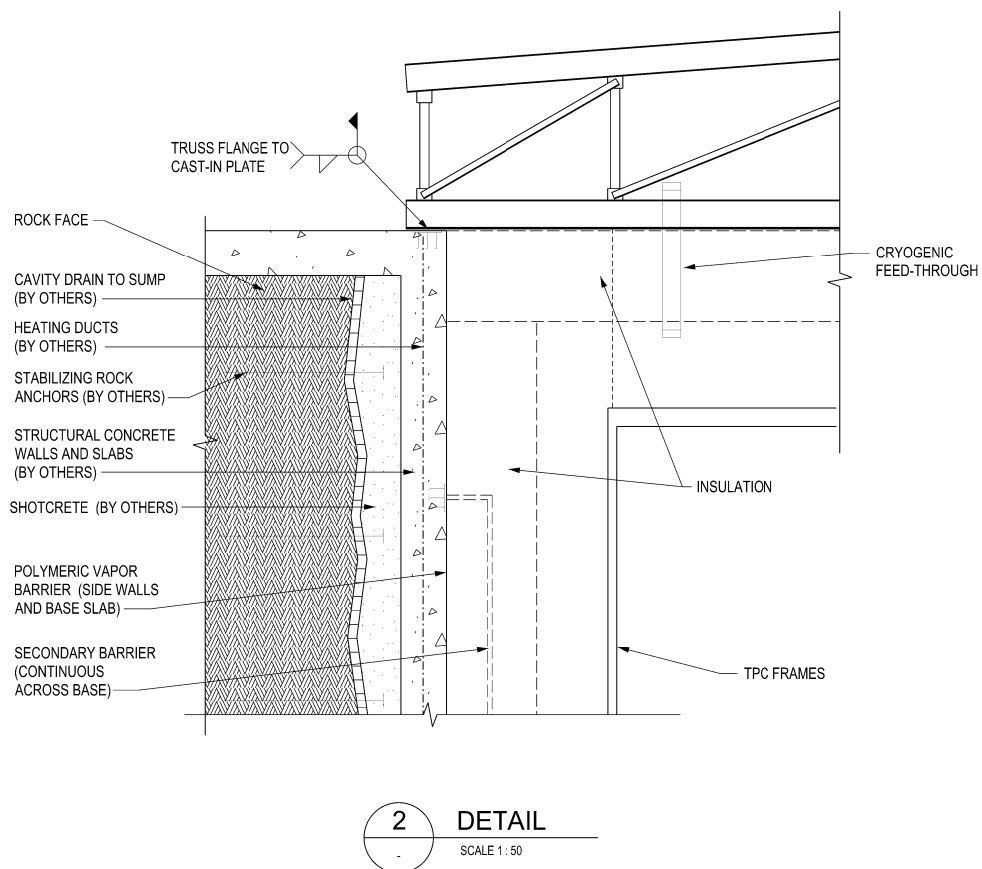 TRUSS FLANGE TO
CAST-IN PLATE
ROCK FACE
CAVITY DRAIN TO SUMP
(BY OTHERS)
HEATING DUCTS
(BY OTHERS)
STABILIZING ROCK
ANCHORS (BY OTHERS)
STRUCTURAL CONCRETE
WALLS AND SLABS
(BY OTHERS)
SHOTCRETE (BY OTHERS)
POLYMERIC VAPOR
BARRIER (SIDE WALLS
AND BASE SLAB)
SECONDARY BARRIER
(CONTINUOUS
ACROSS BASE)
CRYOGENIC
FEED-THROUGH
INSULATION
TPC FRAMES
2
-
DETAIL
SCALE 1 : 50